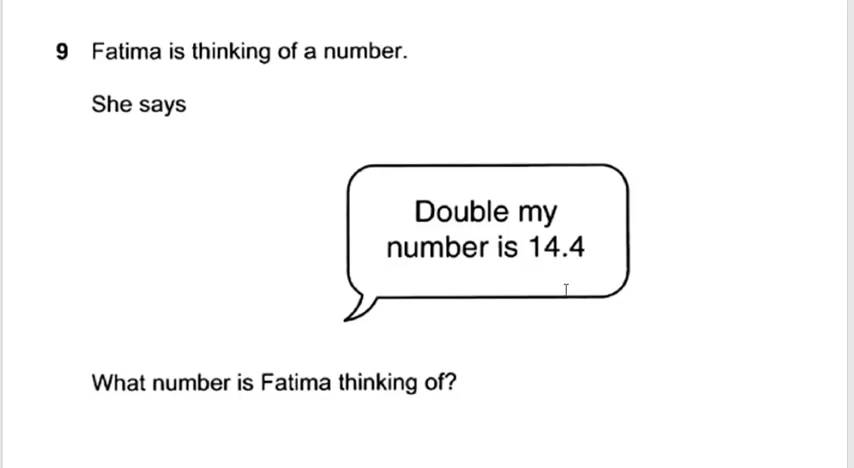 9 Fatima is thinking of a number.
She says
Double my
number is 14.4
What number is Fatima thinking of?